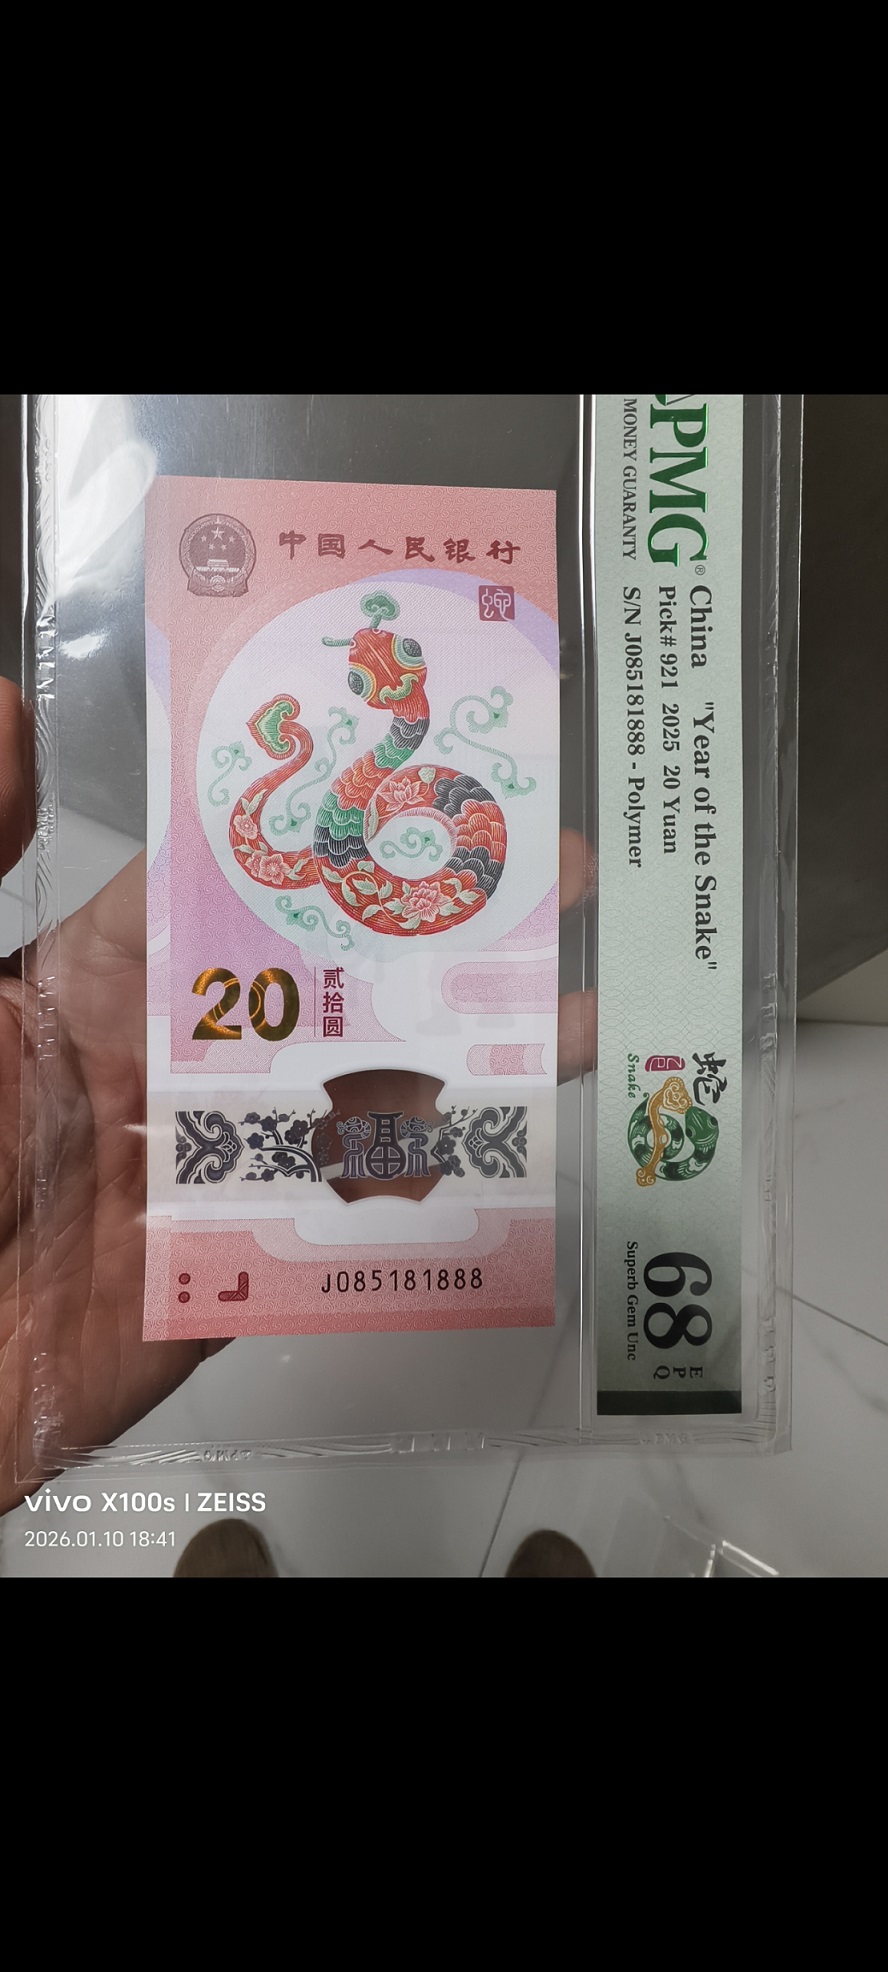 中国人民银行
蛇
20
贰拾圆
福
J085181888
PMG®
MONEY GUARANTY
China "Year of the Snake"
Pick# 921 2025 20 Yuan
S/N J085181888 - Polymer
蛇
Snake
68
EPQ
Superb Gem Unc
vivo X100s | ZEISS
2026.01.10 18:41